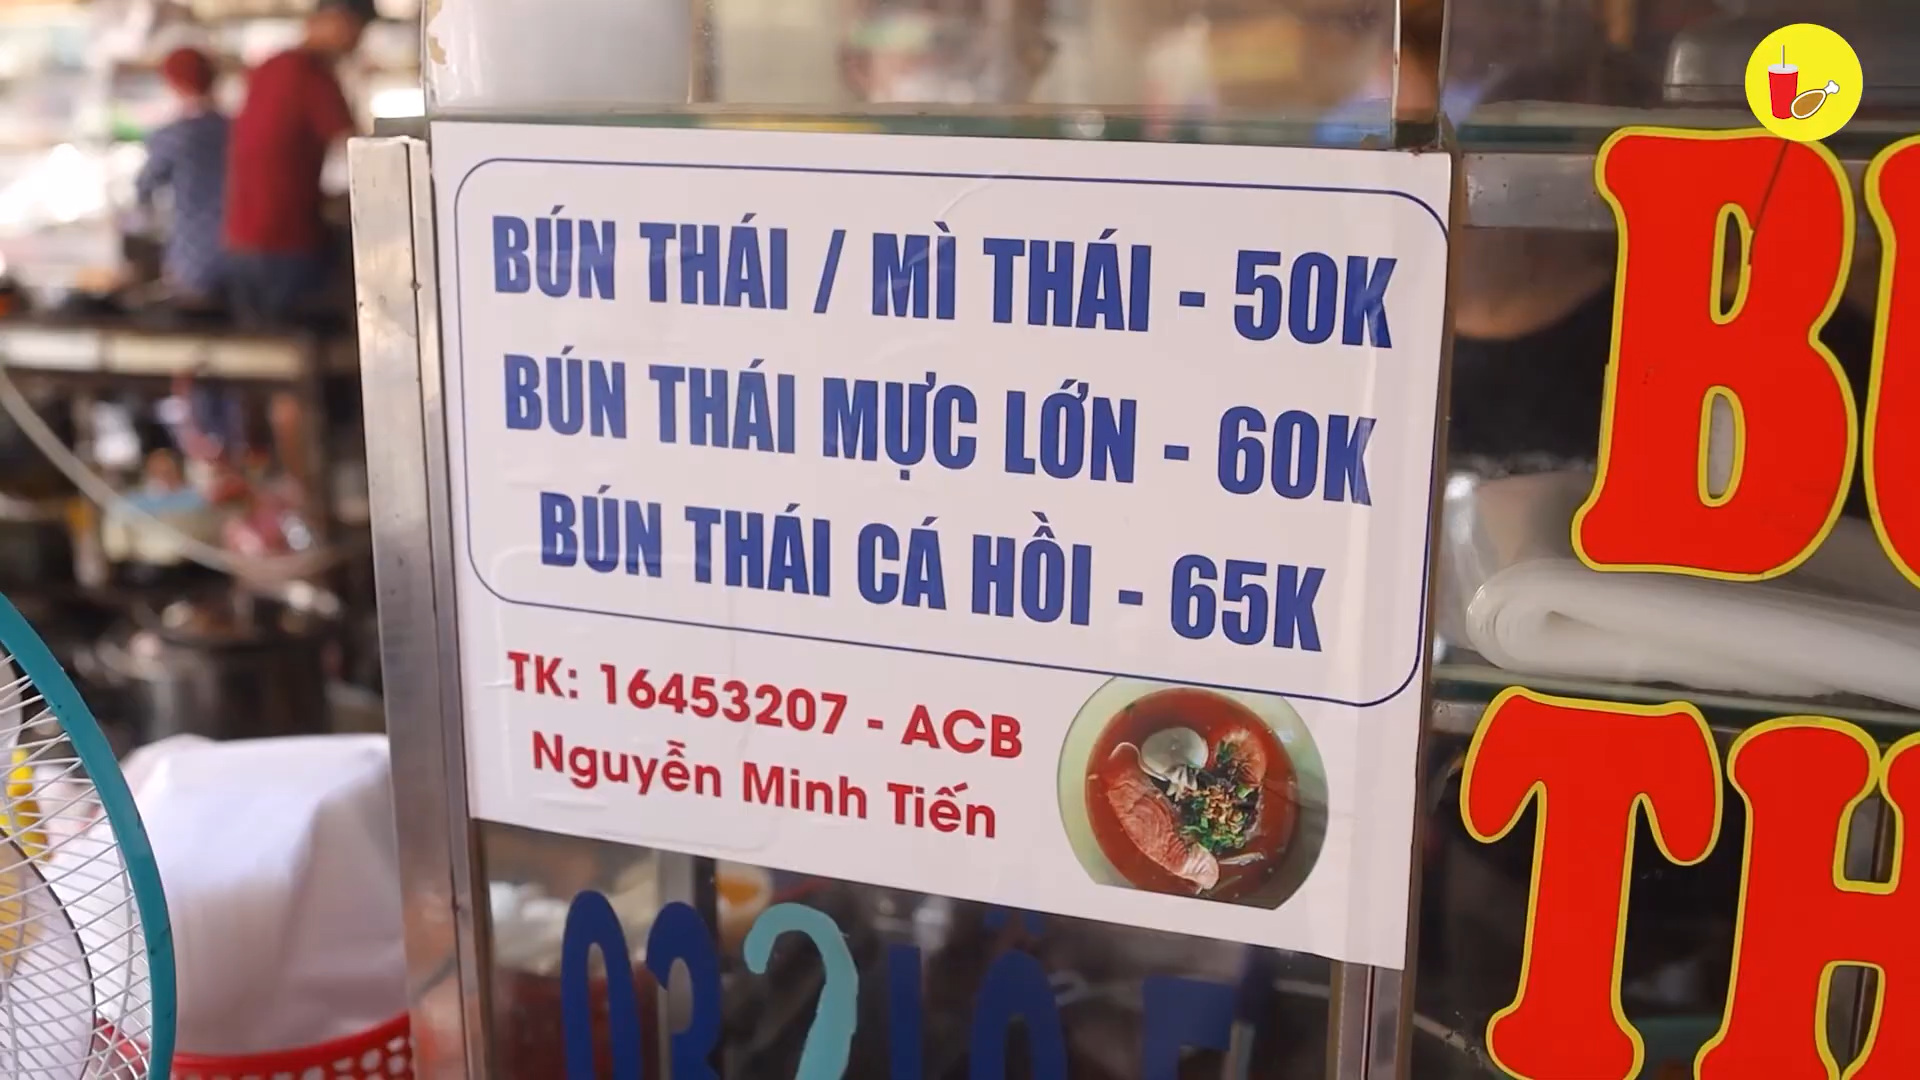 BÚN THÁI / MÌ THÁI - 50K
BÚN THÁI MỰC LỚN - 60K
BÚN THÁI CÁ HỒI - 65K
TK: 16453207 - ACB
Nguyễn Minh Tiến